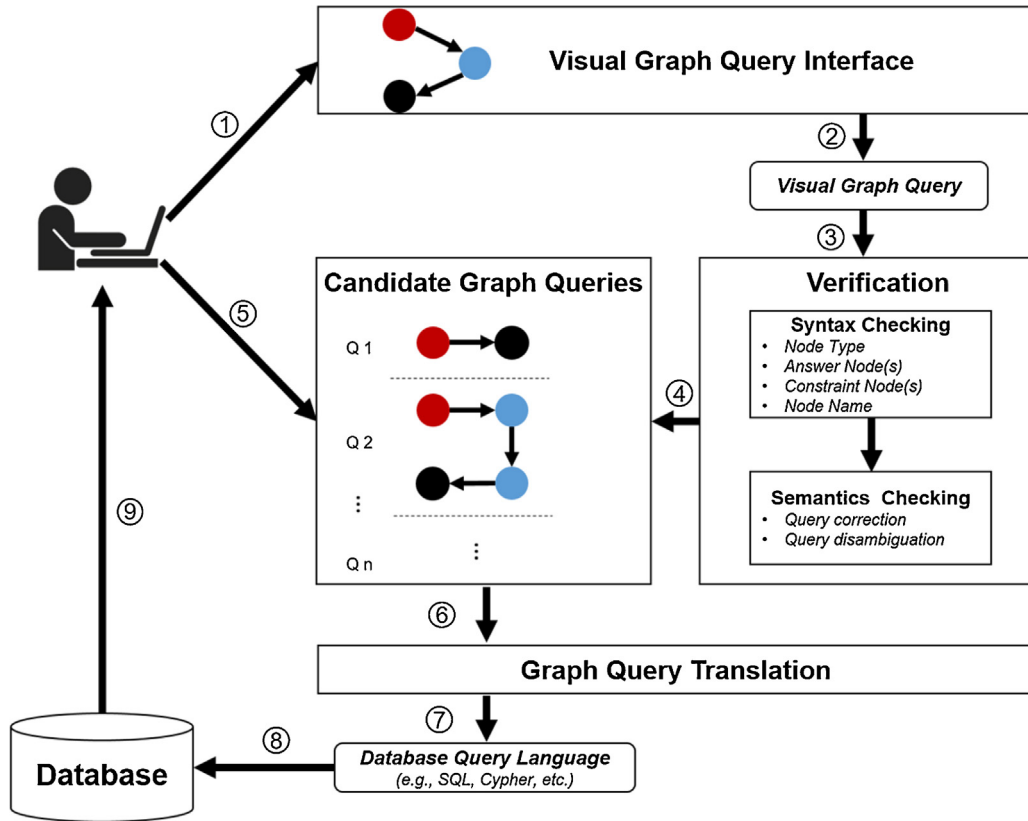 Visual Graph Query Interface
①
②
Visual Graph Query
③
Candidate Graph Queries
Verification
⑤
Q 1
Syntax Checking
• Node Type
• Answer Node(s)
• Constraint Node(s)
• Node Name
④
Q 2
⋮
Semantics Checking
• Query correction
• Query disambiguation
⑨
Q n
⋮
⑥
Graph Query Translation
⑦
⑧
Database Query Language
(e.g., SQL, Cypher, etc.)
Database